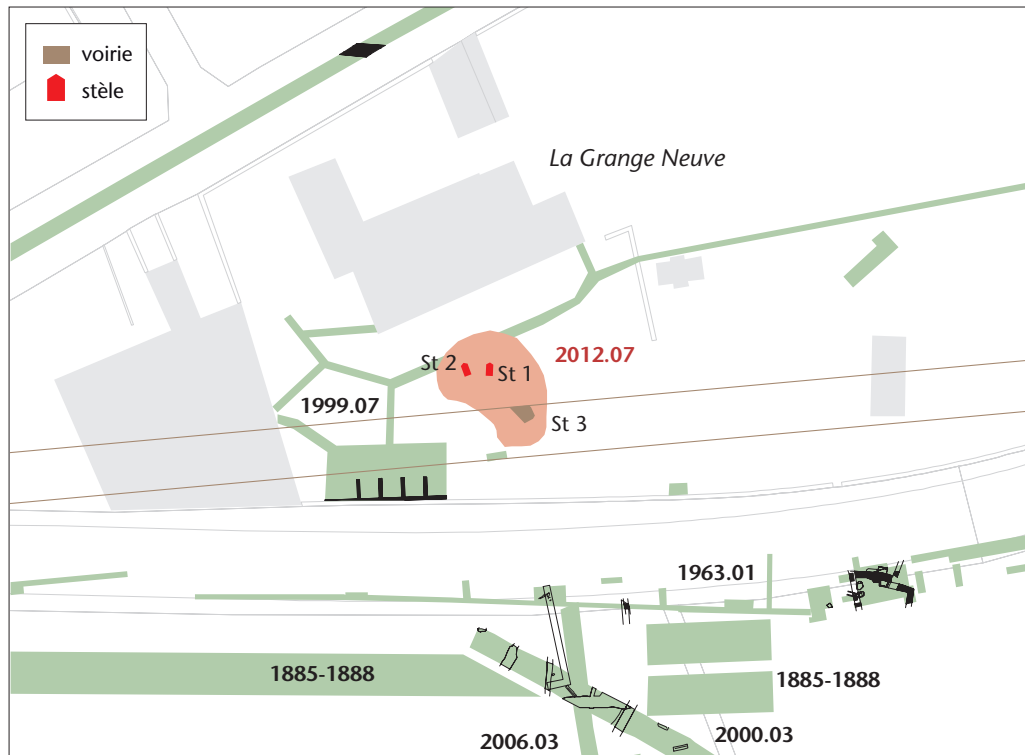 voirie
stèle
La Grange Neuve
2012.07
St 2
St 1
1999.07
St 3
1963.01
1885-1888
1885-1888
2006.03
2000.03